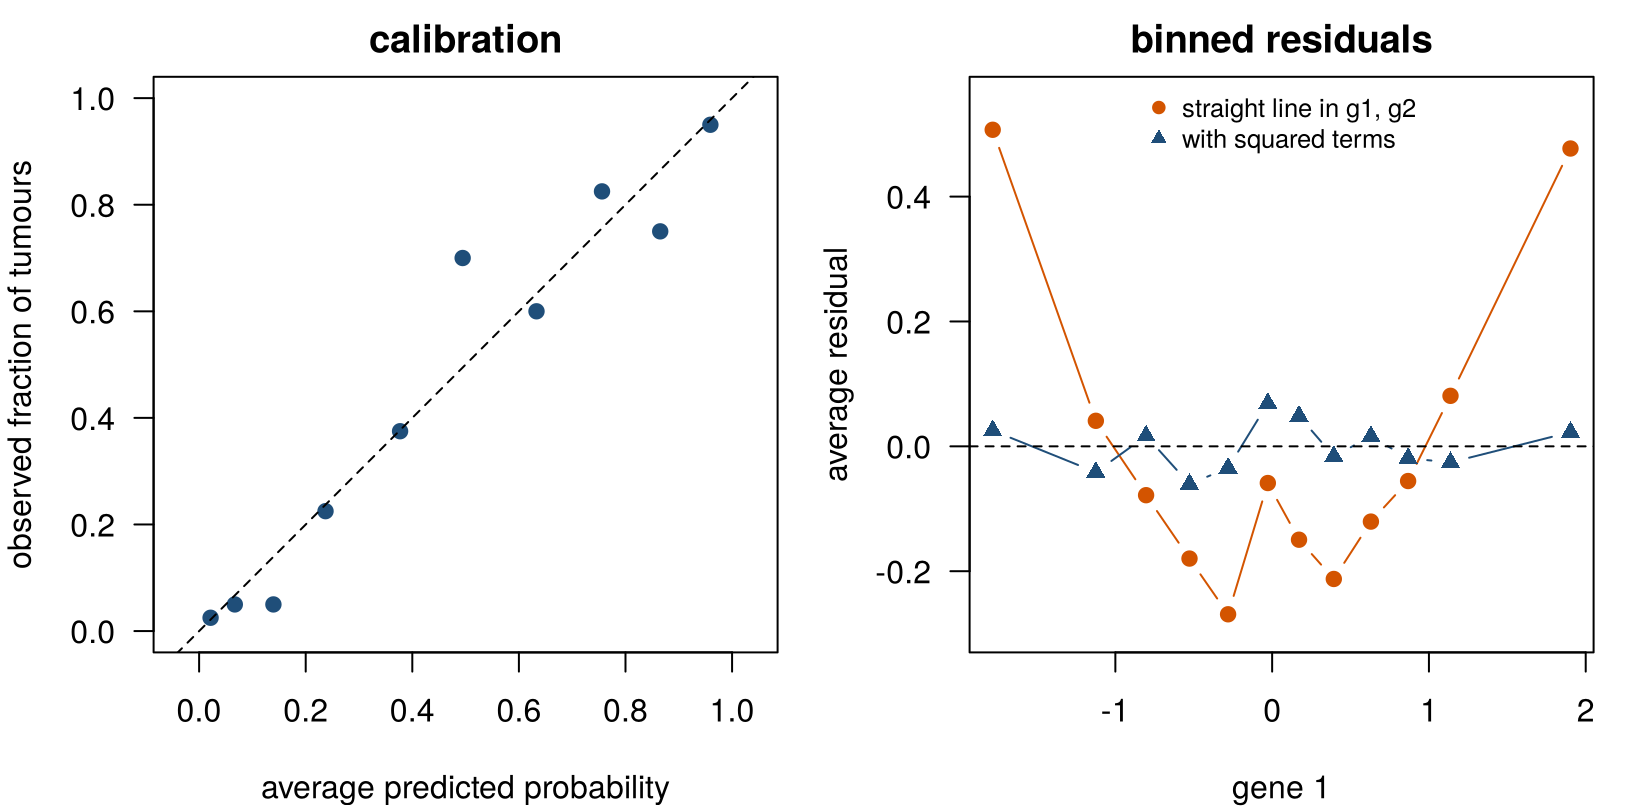 calibration
observed fraction of tumours
1.0
0.8
0.6
0.4
0.2
0.0
0.0 0.2 0.4 0.6 0.8 1.0
average predicted probability
binned residuals
straight line in g1, g2
with squared terms
average residual
0.4
0.2
0.0
-0.2
-1 0 1 2
gene 1